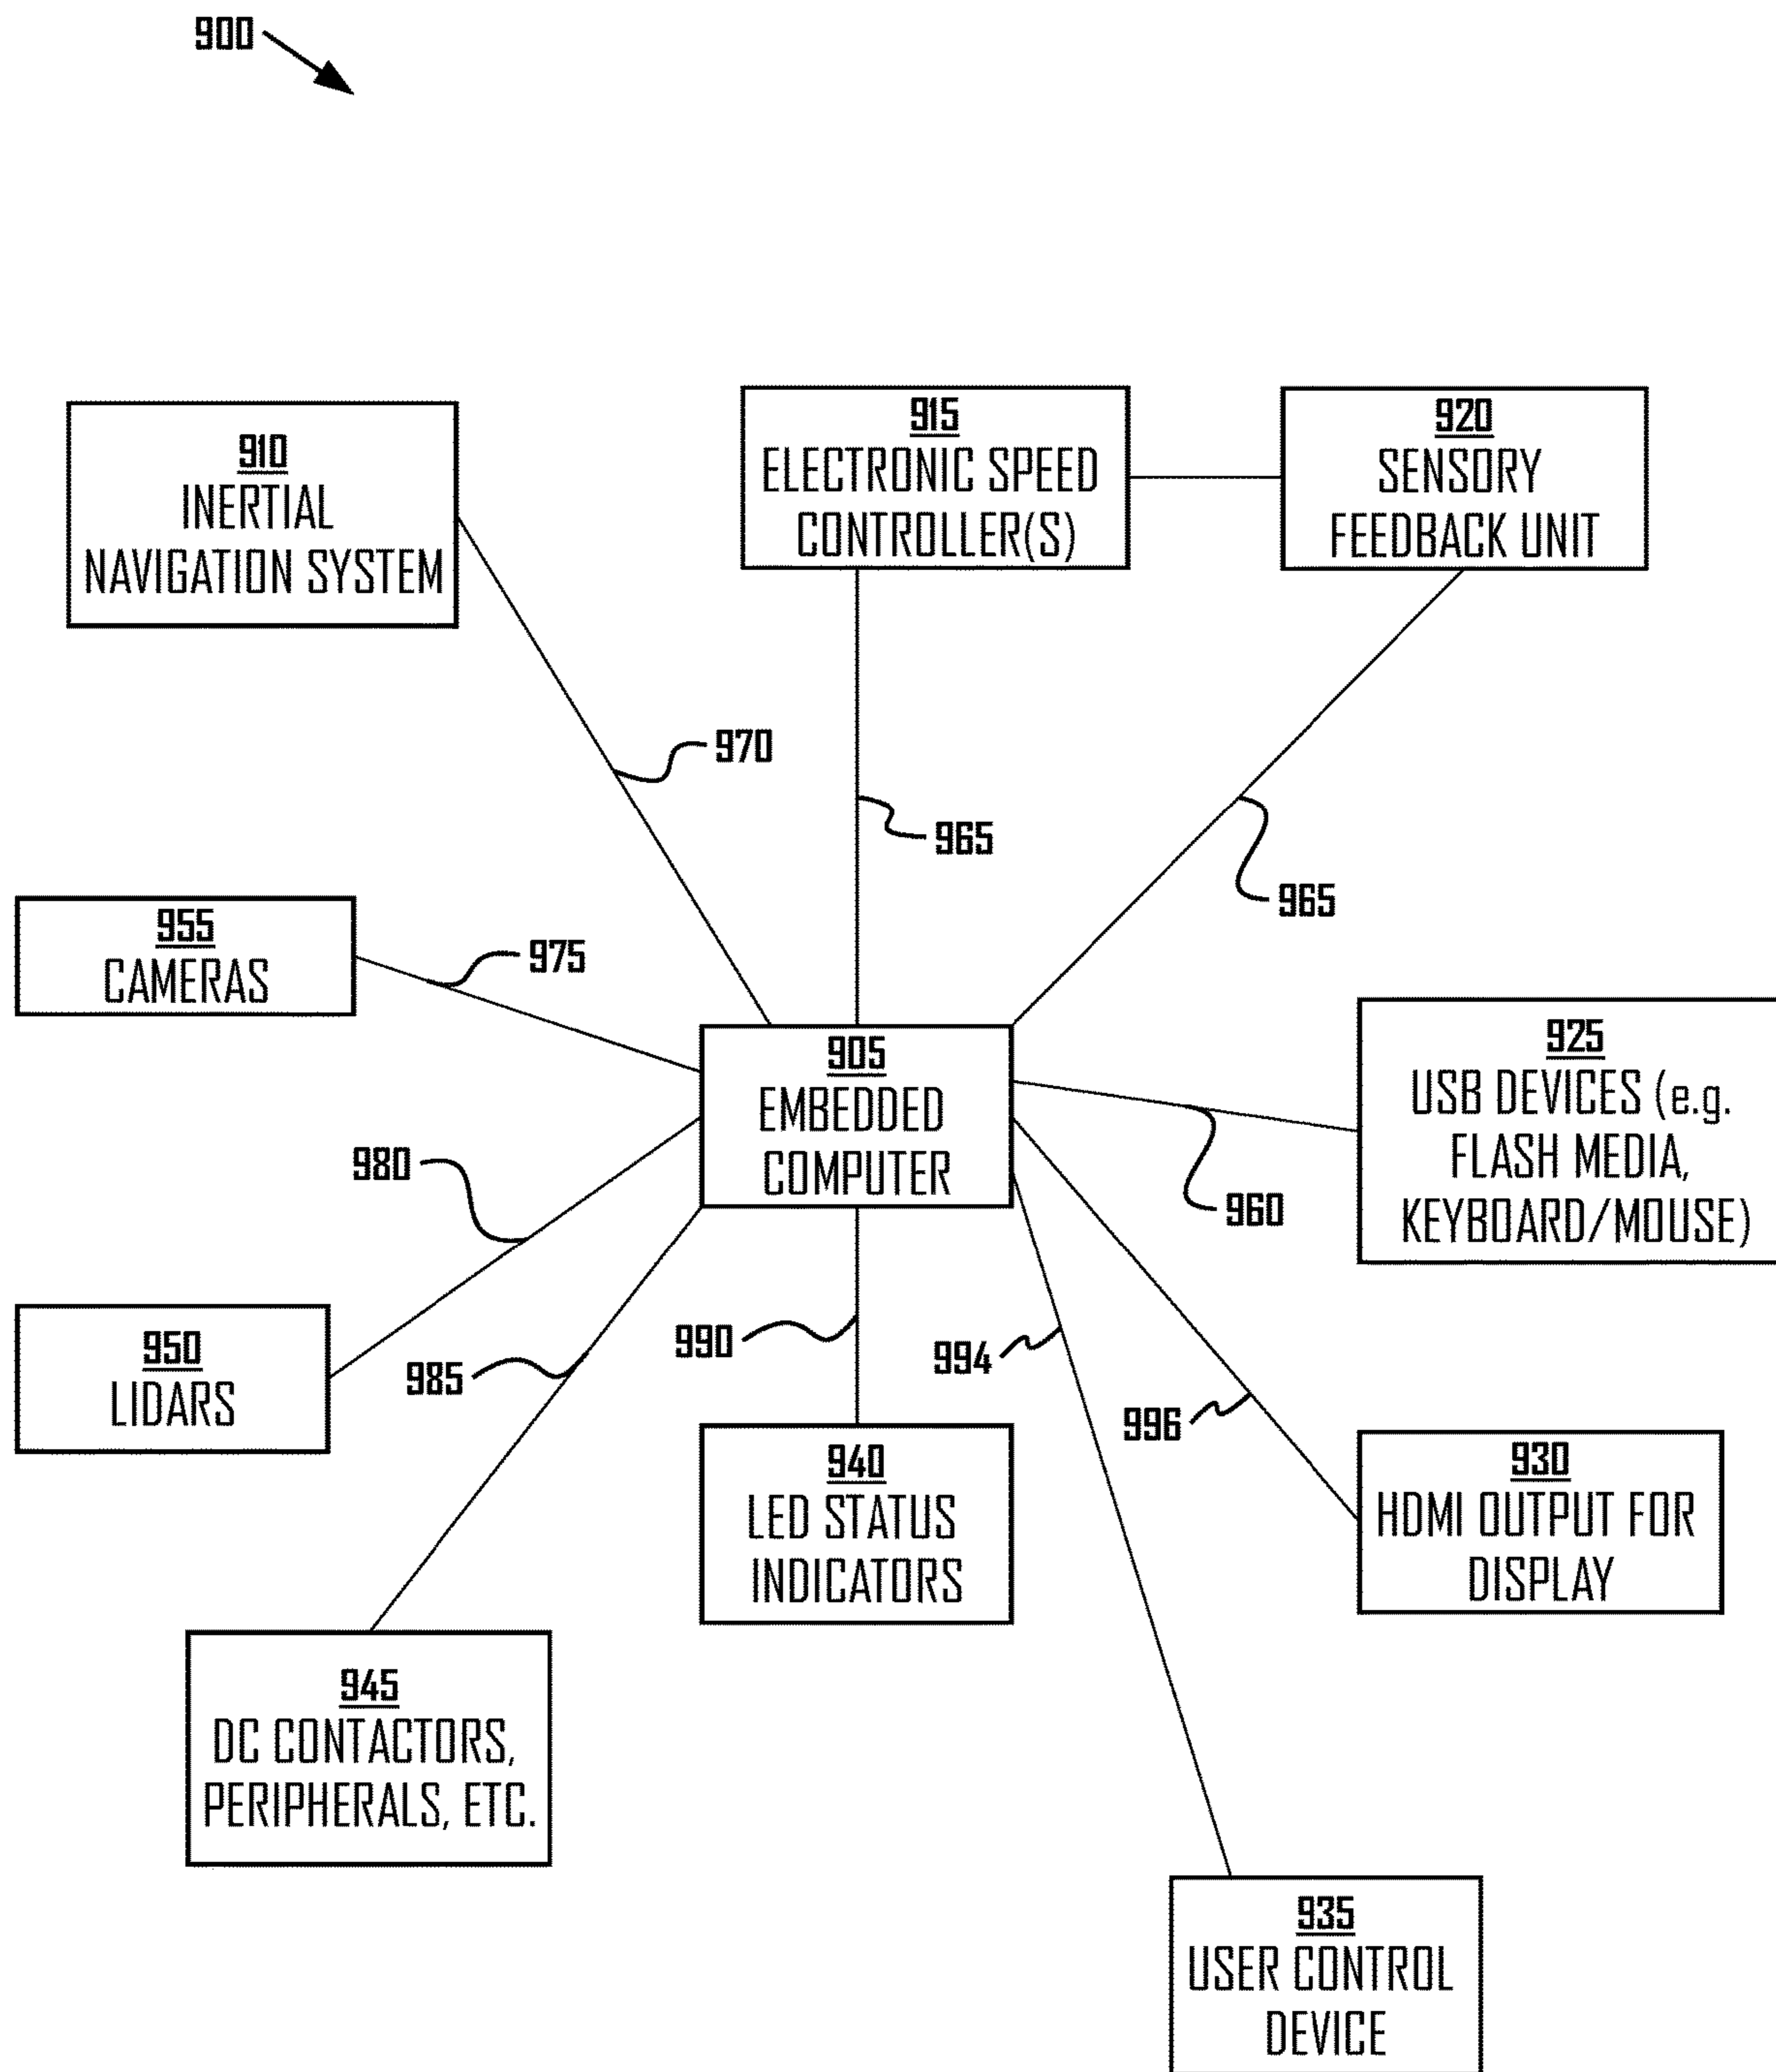 900
910
INERTIAL
NAVIGATION SYSTEM
915
ELECTRONIC SPEED
CONTROLLER(S)
920
SENSORY
FEEDBACK UNIT
970
965
965
955
CAMERAS
975
905
EMBEDDED
COMPUTER
925
USB DEVICES (e.g.
FLASH MEDIA,
KEYBOARD/MOUSE)
980
960
950
LIDARS
985
990
994
996
940
LED STATUS
INDICATORS
930
HDMI OUTPUT FOR
DISPLAY
945
DC CONTACTORS,
PERIPHERALS, ETC.
935
USER CONTROL
DEVICE